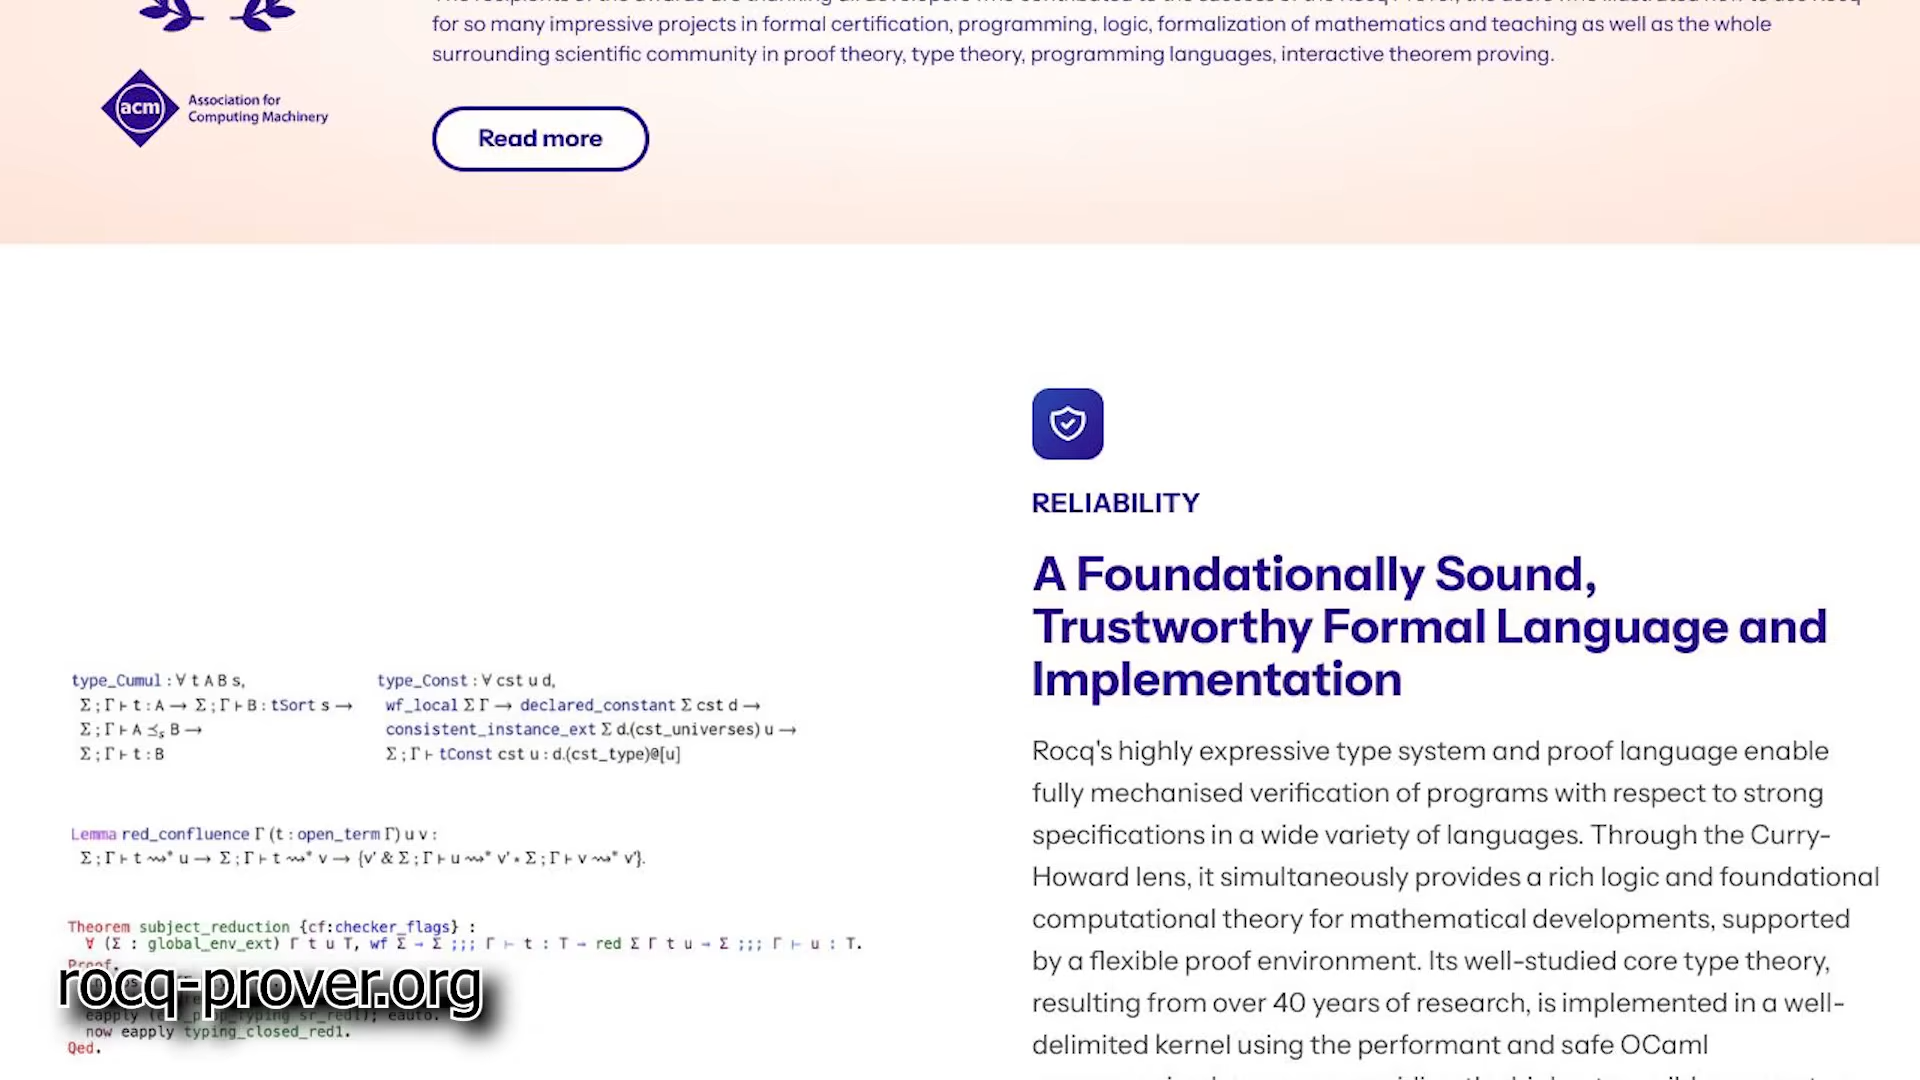 for so many impressive projects in formal certification, programming, logic, formalization of mathematics and teaching as well as the whole
surrounding scientific community in proof theory, type theory, programming languages, interactive theorem proving.
acm Association for
Computing Machinery
Read more
RELIABILITY
A Foundationally Sound,
Trustworthy Formal Language and
Implementation
type_Cumul : ∀ t A B s,
Σ ; Γ ⊢ t : A → Σ ; Γ ⊢ B : tSort s →
Σ ; Γ ⊢ A ⪯s B →
Σ ; Γ ⊢ t : B
type_Const : ∀ cst u d,
wf_local Σ Γ → declared_constant Σ cst d →
consistent_instance_ext Σ d.(cst_universes) u →
Σ ; Γ ⊢ tConst cst u : d.(cst_type)@[u]
Lemma red_confluence Γ (t : open_term Γ) u v :
Σ ; Γ ⊢ t ⇝* u → Σ ; Γ ⊢ t ⇝* v → {v' & Σ ; Γ ⊢ u ⇝* v' * Σ ; Γ ⊢ v ⇝* v'}.
Theorem subject_reduction {cf:checker_flags} :
∀ (Σ : global_env_ext) Γ t u T, wf Σ → Σ ;;; Γ ⊢ t : T → red Σ Γ t u → Σ ;;; Γ ⊢ u : T.
Proof.
eauto.
now eapply typing_closed_red1.
Qed.
rocq-prover.org
Rocq's highly expressive type system and proof language enable
fully mechanised verification of programs with respect to strong
specifications in a wide variety of languages. Through the Curry-
Howard lens, it simultaneously provides a rich logic and foundational
computational theory for mathematical developments, supported
by a flexible proof environment. Its well-studied core type theory,
resulting from over 40 years of research, is implemented in a well-
delimited kernel using the performant and safe OCaml